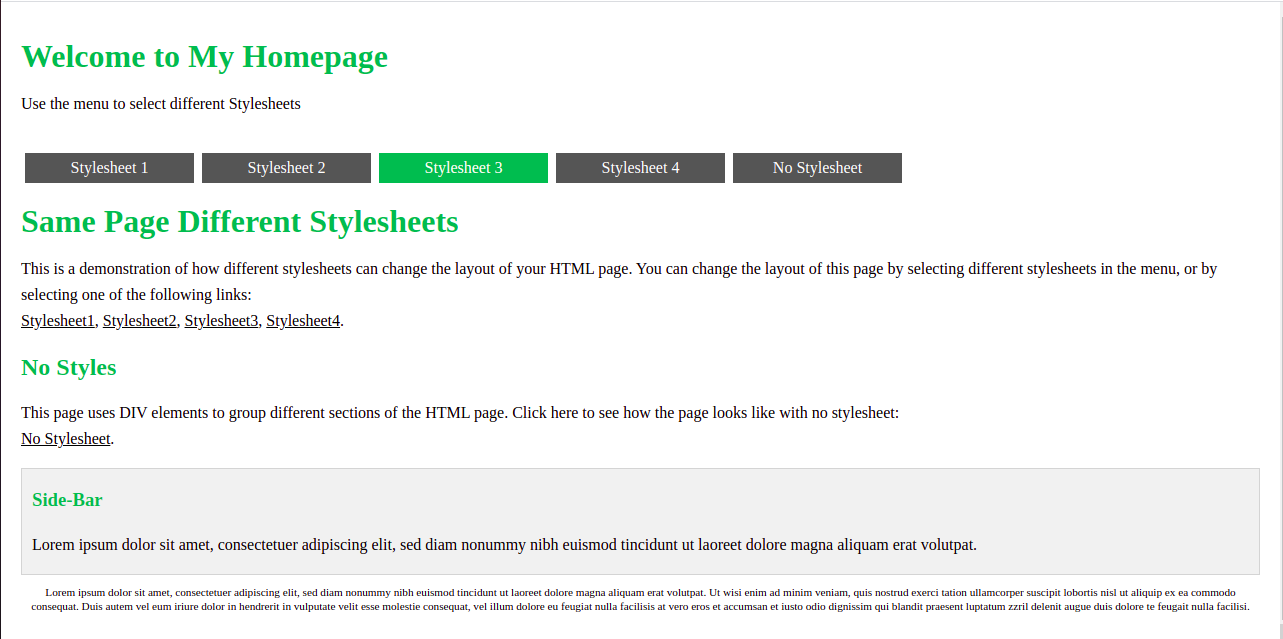 Welcome to My Homepage
Use the menu to select different Stylesheets
Stylesheet 1 Stylesheet 2 Stylesheet 3 Stylesheet 4 No Stylesheet
Same Page Different Stylesheets
This is a demonstration of how different stylesheets can change the layout of your HTML page. You can change the layout of this page by selecting different stylesheets in the menu, or by
selecting one of the following links:
Stylesheet1, Stylesheet2, Stylesheet3, Stylesheet4.
No Styles
This page uses DIV elements to group different sections of the HTML page. Click here to see how the page looks like with no stylesheet:
No Stylesheet.
Side-Bar
Lorem ipsum dolor sit amet, consectetuer adipiscing elit, sed diam nonummy nibh euismod tincidunt ut laoreet dolore magna aliquam erat volutpat.
Lorem ipsum dolor sit amet, consectetuer adipiscing elit, sed diam nonummy nibh euismod tincidunt ut laoreet dolore magna aliquam erat volutpat. Ut wisi enim ad minim veniam, quis nostrud exerci tation ullamcorper suscipit lobortis nisl ut aliquip ex ea commodo
consequat. Duis autem vel eum iriure dolor in hendrerit in vulputate velit esse molestie consequat, vel illum dolore eu feugiat nulla facilisis at vero eros et accumsan et iusto odio dignissim qui blandit praesent luptatum zzril delenit augue duis dolore te feugait nulla facilisi.